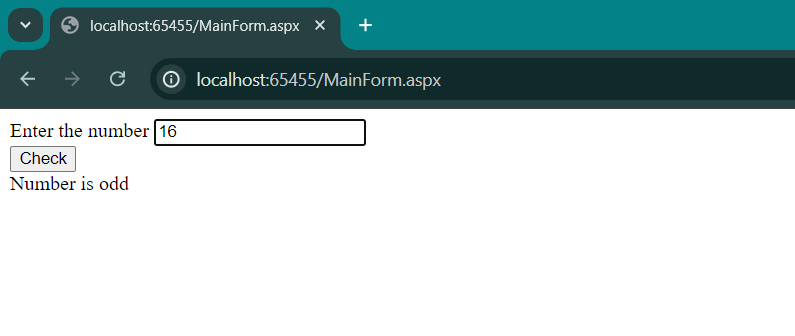 localhost:65455/MainForm.aspx
localhost:65455/MainForm.aspx
Enter the number 16
Check
Number is odd